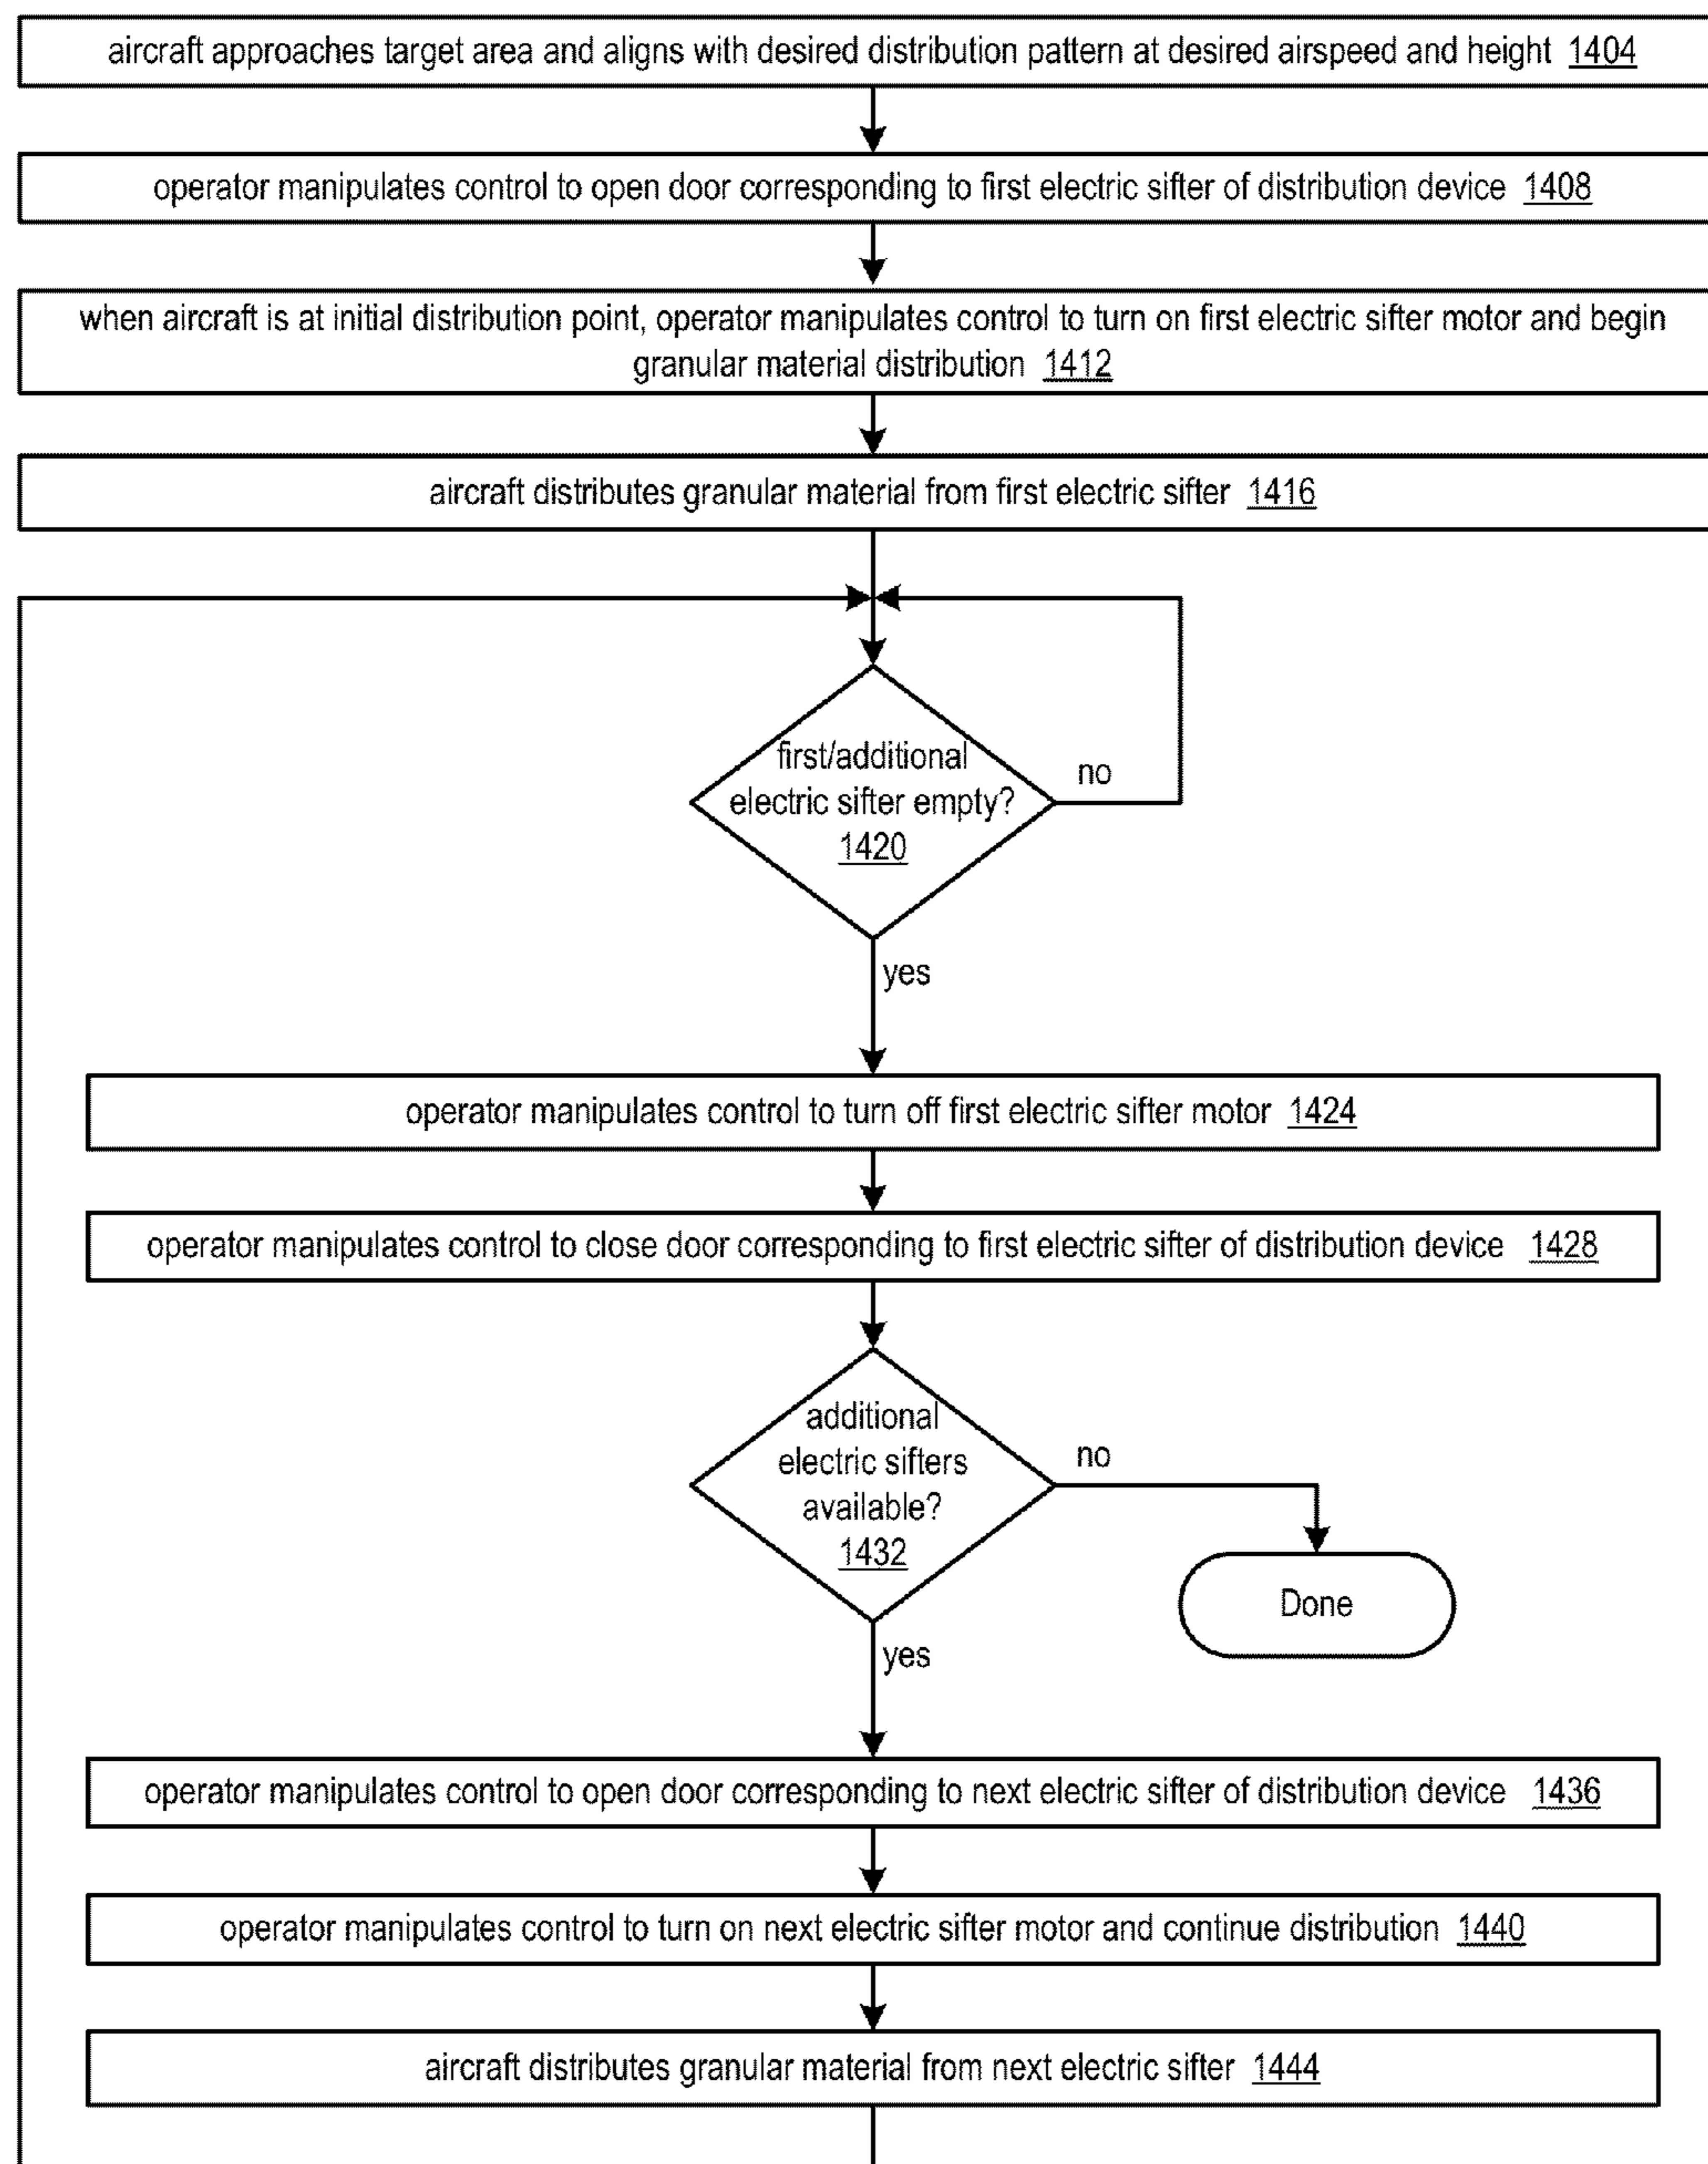 aircraft approaches target area and aligns with desired distribution pattern at desired airspeed and height 1404
operator manipulates control to open door corresponding to first electric sifter of distribution device 1408
when aircraft is at initial distribution point, operator manipulates control to turn on first electric sifter motor and begin
granular material distribution 1412
aircraft distributes granular material from first electric sifter 1416
first/additional
electric sifter empty?
1420
no
yes
operator manipulates control to turn off first electric sifter motor 1424
operator manipulates control to close door corresponding to first electric sifter of distribution device 1428
additional
electric sifters
available?
1432
no
Done
yes
operator manipulates control to open door corresponding to next electric sifter of distribution device 1436
operator manipulates control to turn on next electric sifter motor and continue distribution 1440
aircraft distributes granular material from next electric sifter 1444